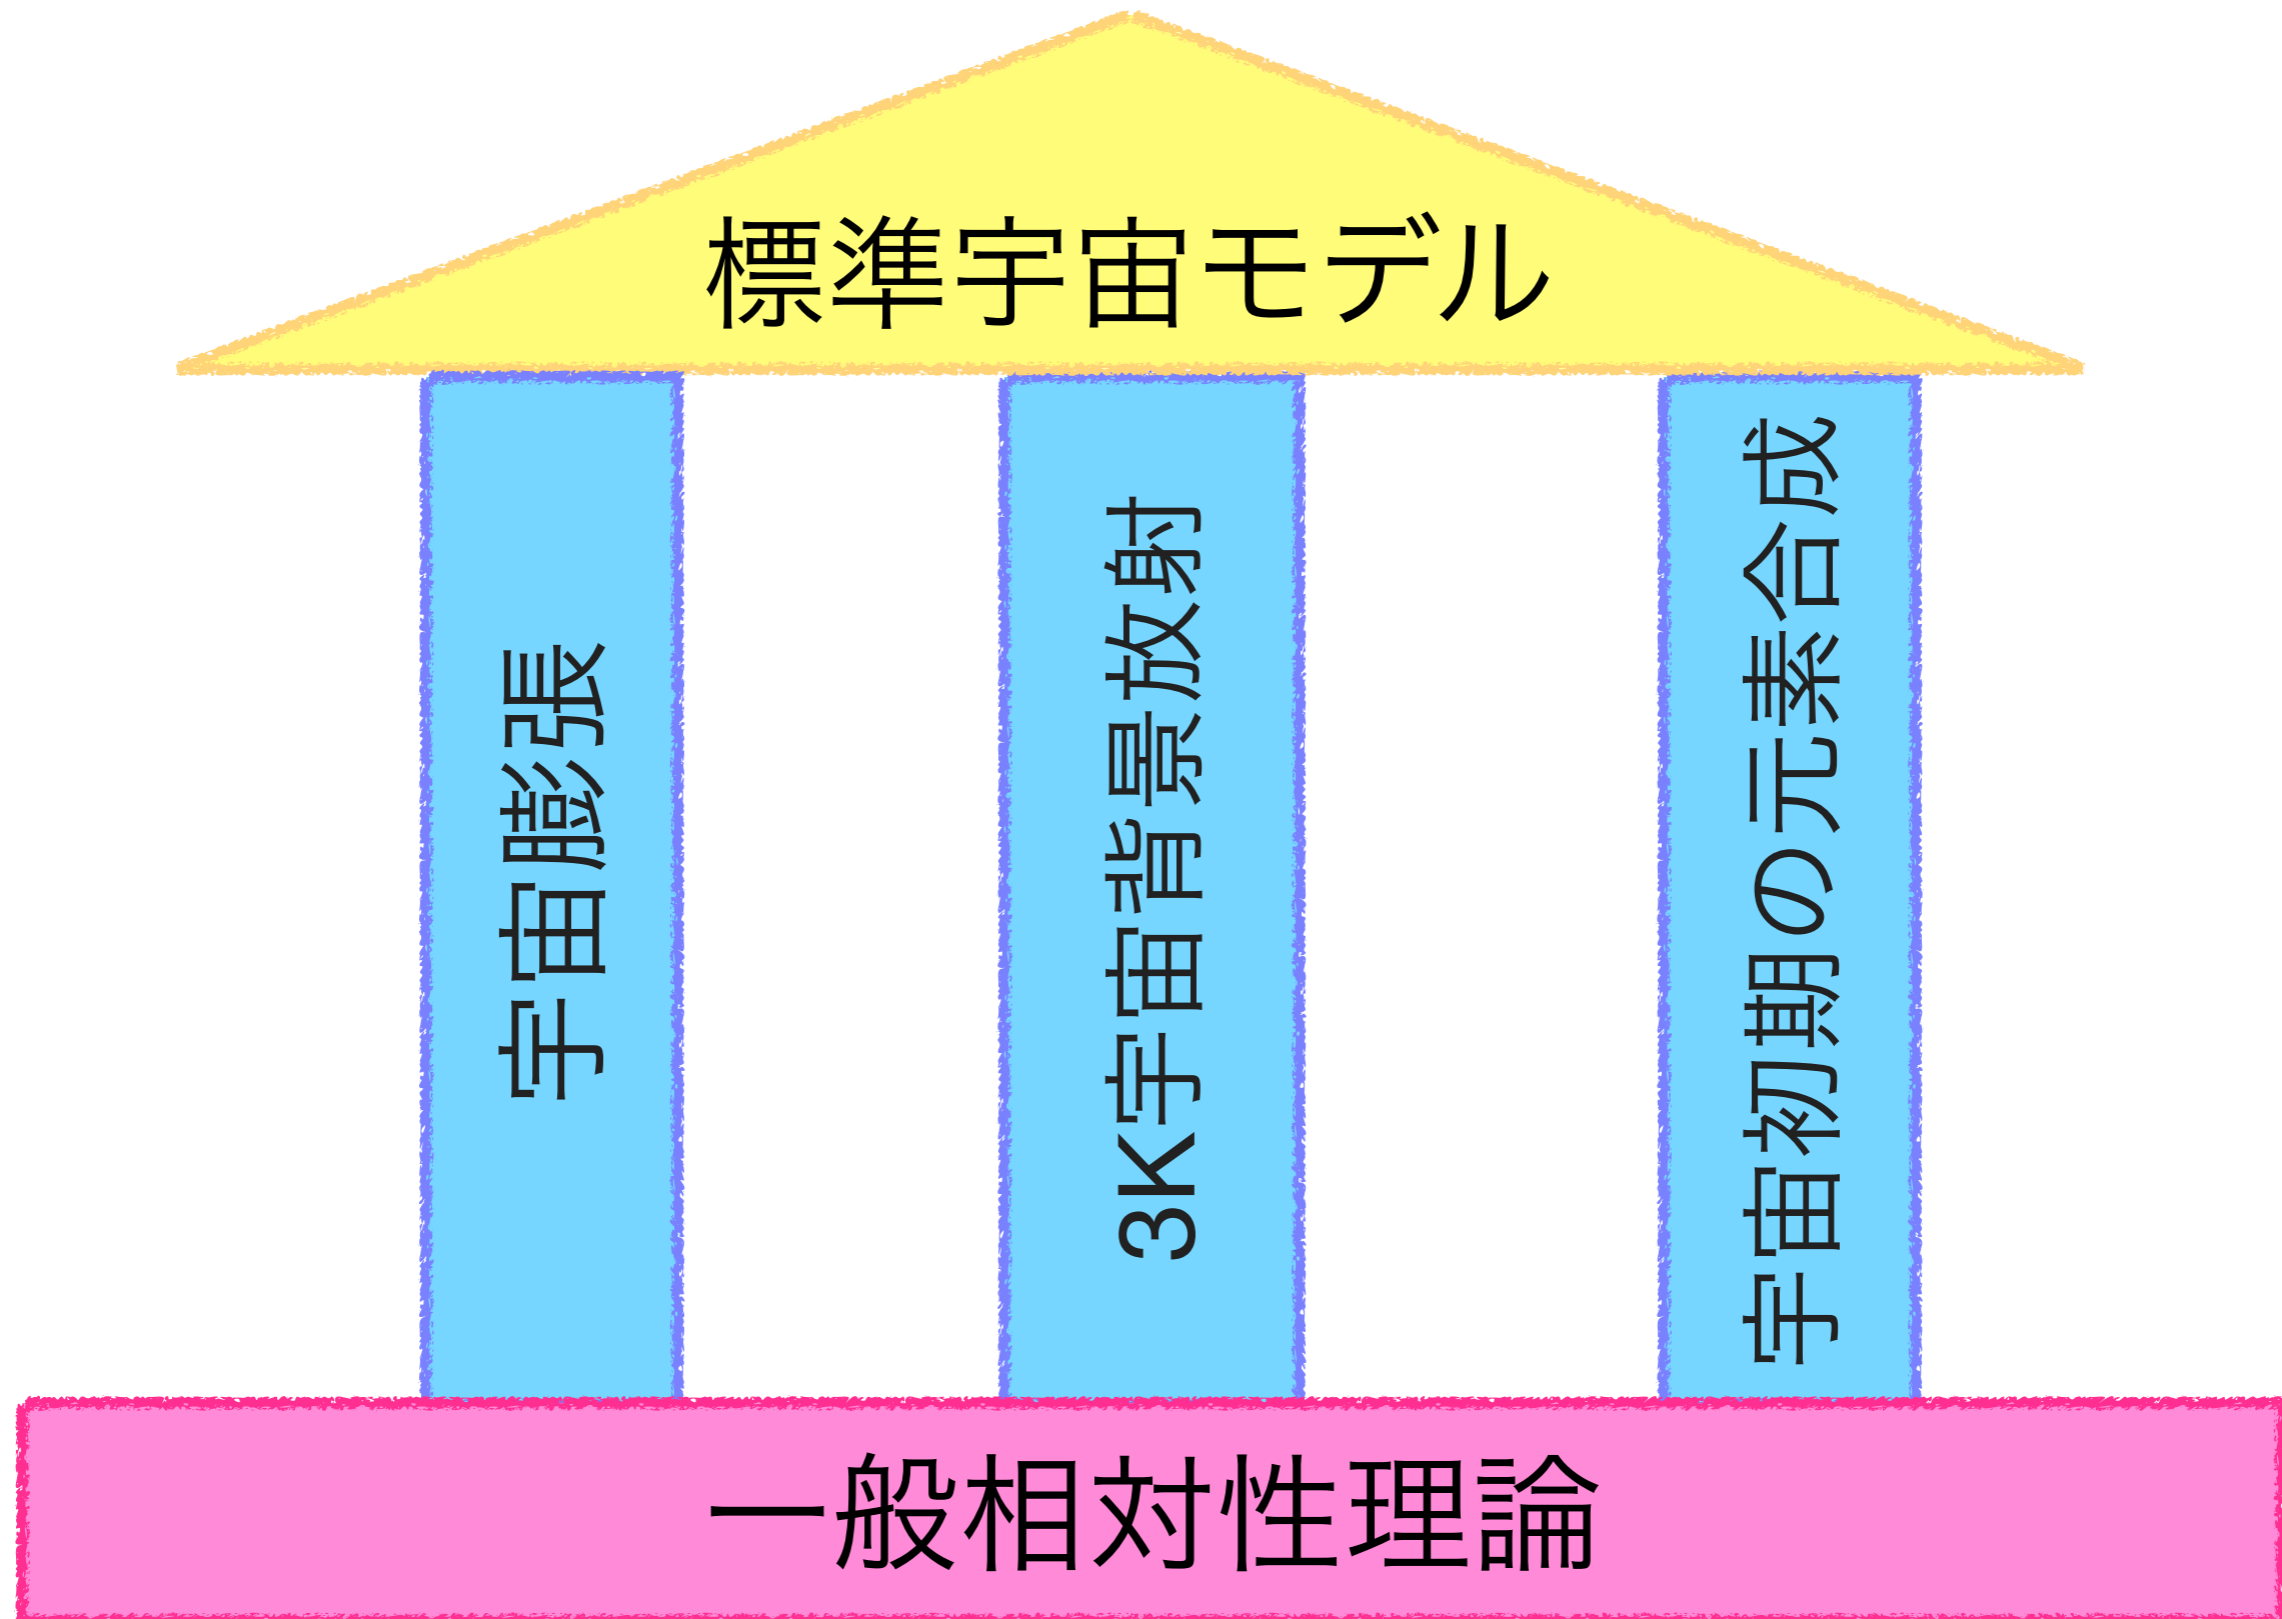 標準宇宙モデル
宇宙膨張
3K宇宙背景放射
宇宙初期の元素合成
一般相対性理論